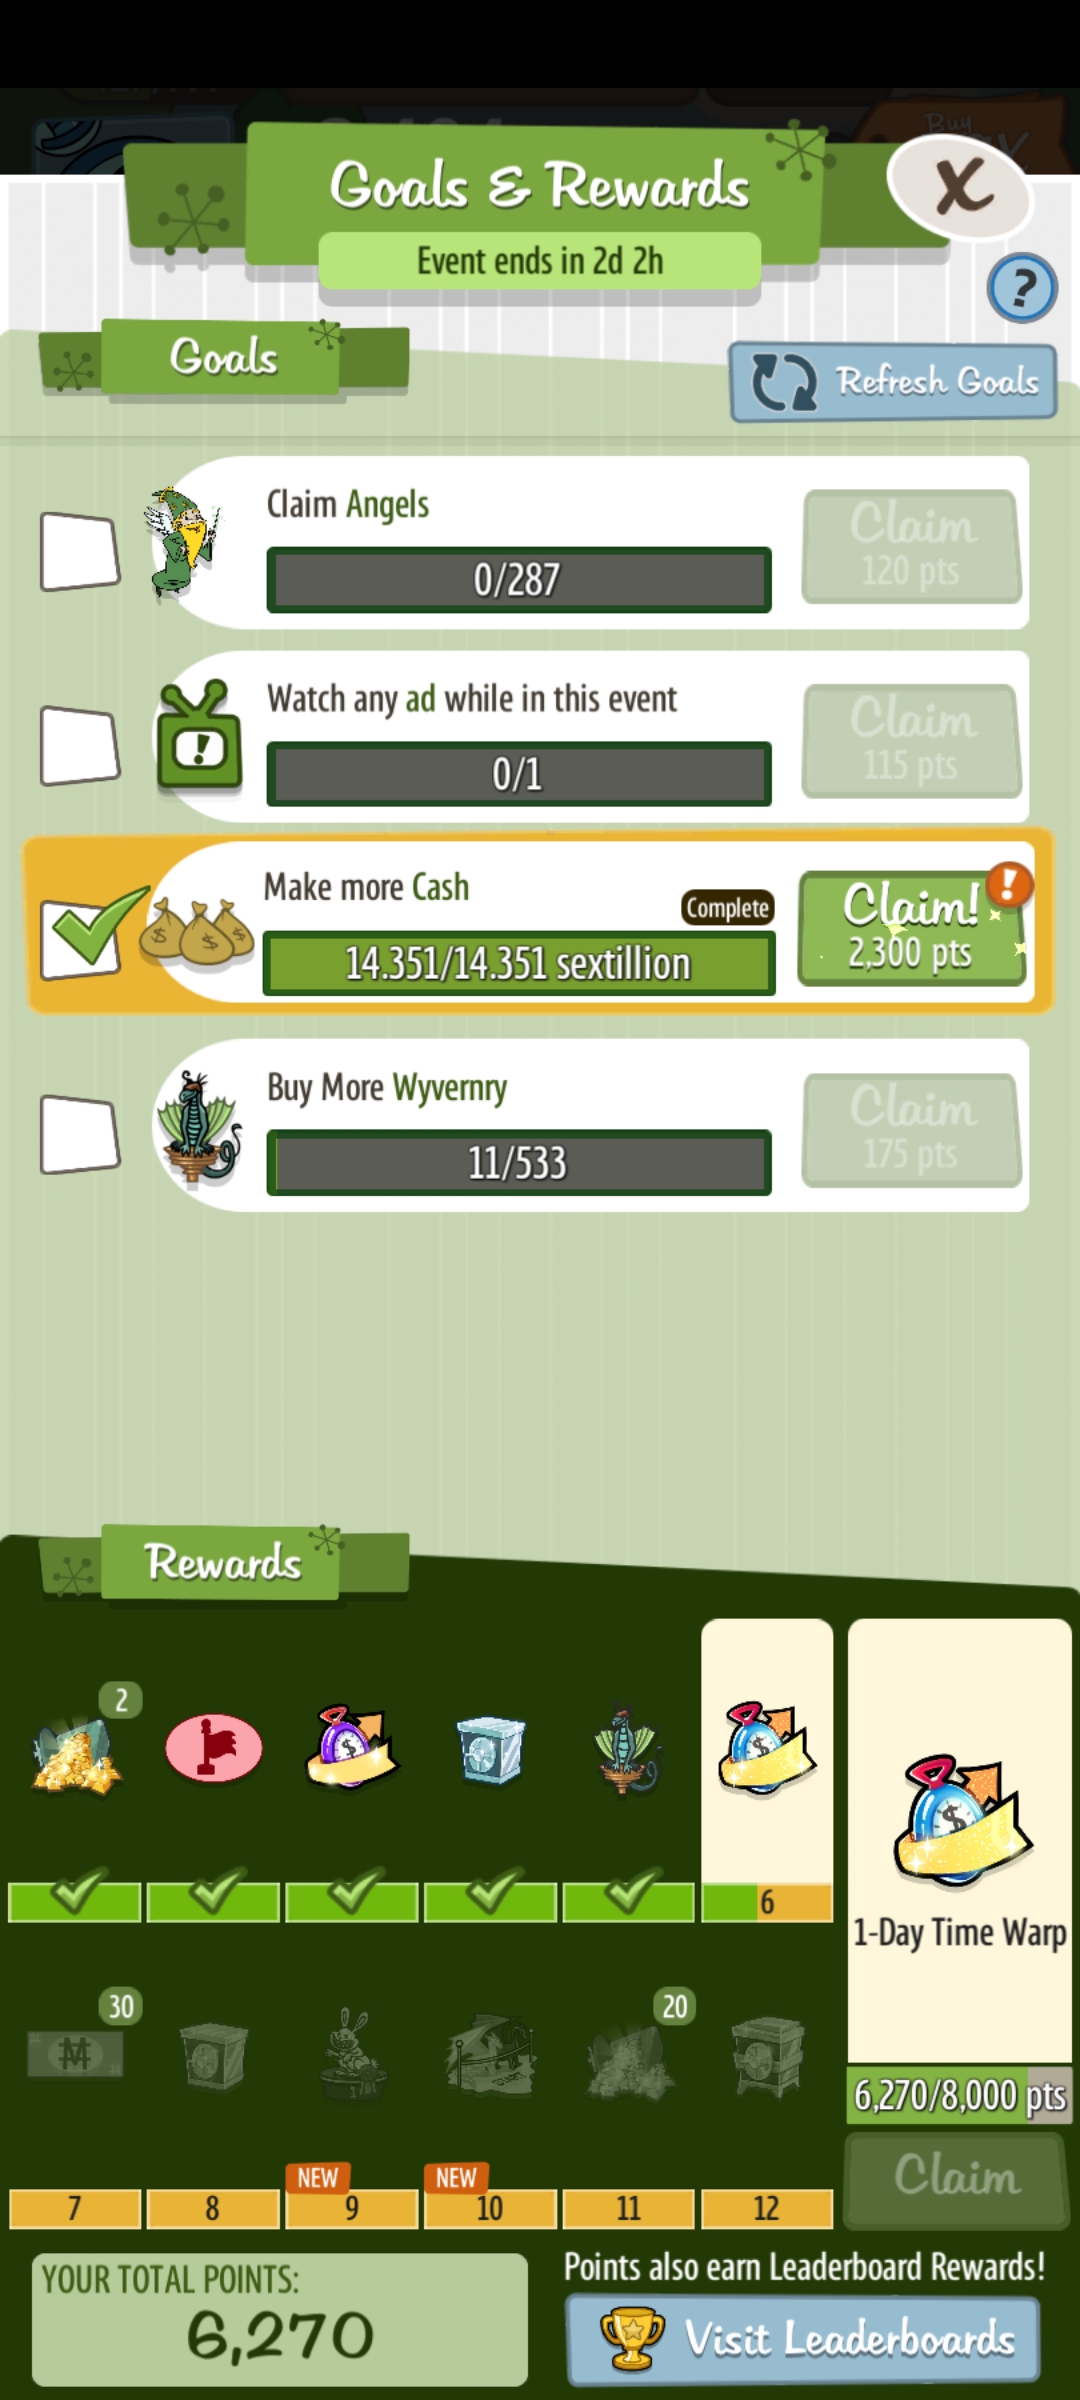 Buy
Goals & Rewards
X
Event ends in 2d 2h
?
Goals
Refresh Goals
Claim Angels
0/287
Claim
120 pts
Watch any ad while in this event
0/1
Claim
115 pts
Make more Cash
Complete
14.351/14.351 sextillion
Claim!
2,300 pts
Buy More Wyvernry
11/533
Claim
175 pts
Rewards
2
6
1-Day Time Warp
30
20
6,270/8,000 pts
Claim
NEW
NEW
7
8
9
10
11
12
YOUR TOTAL POINTS:
6,270
Points also earn Leaderboard Rewards!
Visit Leaderboards